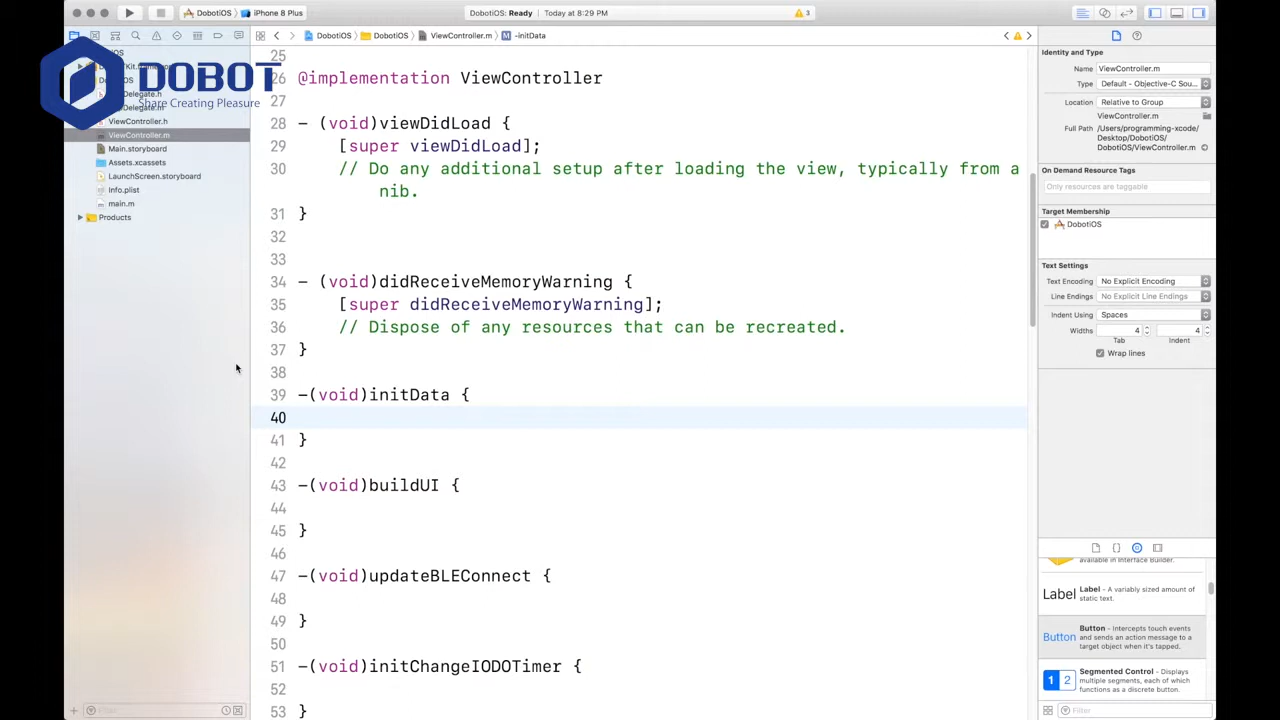 DobotiOS
iPhone 8 Plus
DobotiOS: Ready | Today at 8:29 PM
3
DobotiOS
DobotiOS
ViewController.m
-initData
DOBOT
Share Creating Pleasure
ViewController.h
ViewController.m
Main.storyboard
Assets.xcassets
LaunchScreen.storyboard
Info.plist
main.m
Products
Filter
25
26 @implementation ViewController
27
28 - (void)viewDidLoad {
29 [super viewDidLoad];
30 // Do any additional setup after loading the view, typically from a
nib.
31 }
32
33
34 - (void)didReceiveMemoryWarning {
35 [super didReceiveMemoryWarning];
36 // Dispose of any resources that can be recreated.
37 }
38
39 -(void)initData {
40
41 }
42
43 -(void)buildUI {
44
45 }
46
47 -(void)updateBLEConnect {
48
49 }
50
51 -(void)initChangeIODOTimer {
52
53 }
Identity and Type
Name ViewController.m
Type Default - Objective-C Sou...
Location Relative to Group
ViewController.m
Full Path /Users/programming-xcode/
Desktop/DobotiOS/
DobotiOS/ViewController.m
On Demand Resource Tags
Only resources are taggable
Target Membership
DobotiOS
Text Settings
Text Encoding No Explicit Encoding
Line Endings No Explicit Line Endings
Indent Using Spaces
Widths 4 4
Tab Indent
Wrap lines
available in Interface Builder.
Label Label - A variably sized amount of
static text.
Button Button - Intercepts touch events
and sends an action message to a
target object when it's tapped.
1 2 Segmented Control - Displays
multiple segments, each of which
functions as a discrete button.
Filter